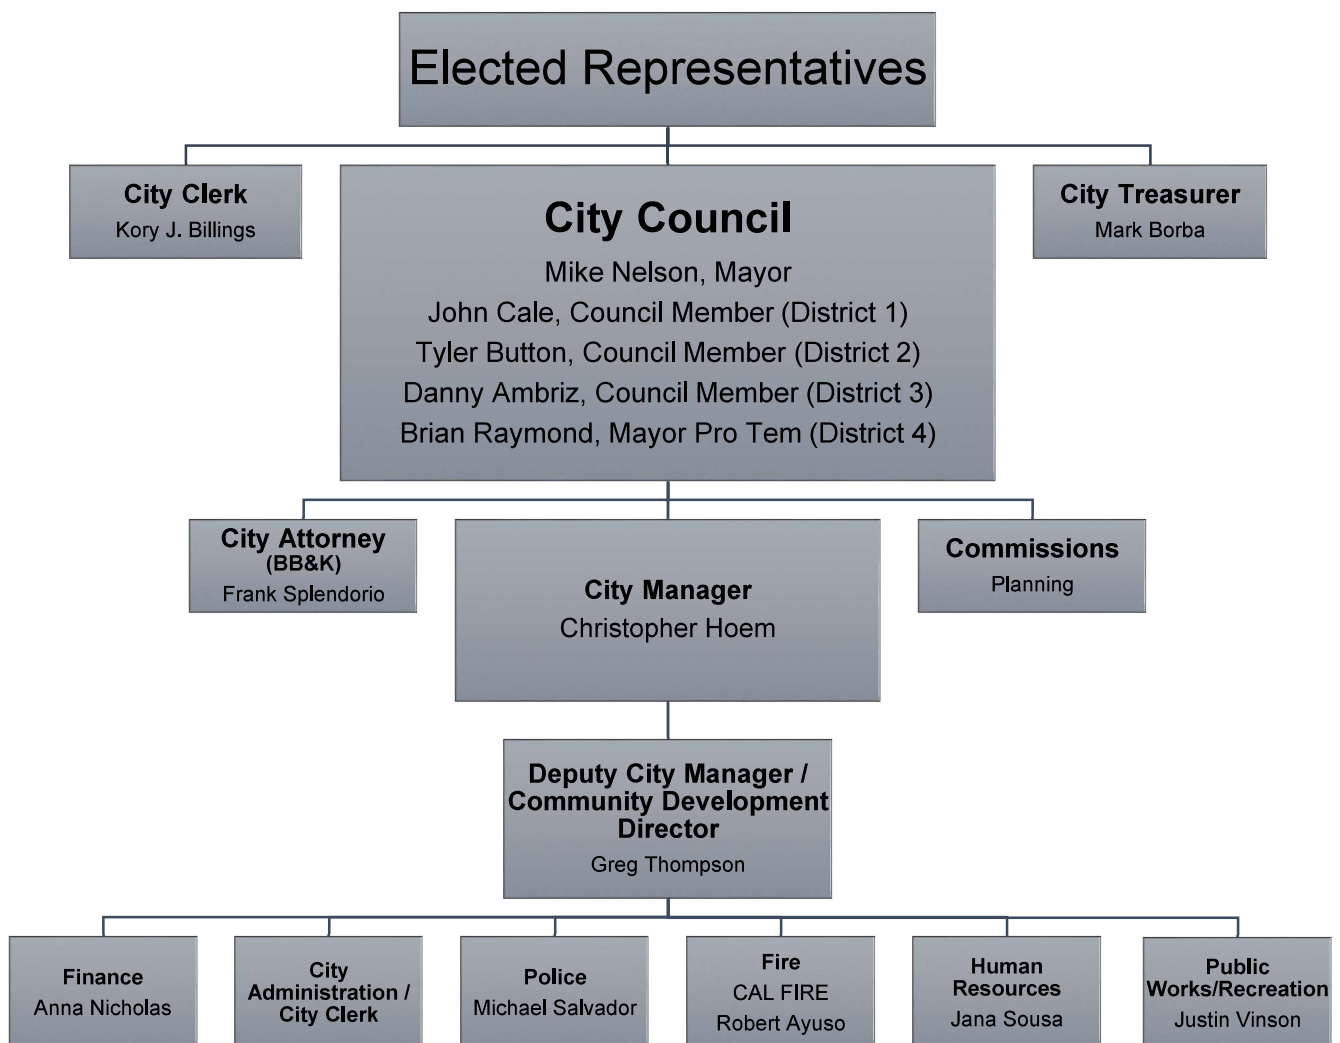 Elected Representatives
City Clerk
Kory J. Billings
City Council
Mike Nelson, Mayor
John Cale, Council Member (District 1)
Tyler Button, Council Member (District 2)
Danny Ambriz, Council Member (District 3)
Brian Raymond, Mayor Pro Tem (District 4)
City Treasurer
Mark Borba
City Attorney
(BB&K)
Frank Splendorio
City Manager
Christopher Hoem
Commissions
Planning
Deputy City Manager /
Community Development
Director
Greg Thompson
Finance
Anna Nicholas
City
Administration /
City Clerk
Police
Michael Salvador
Fire
CAL FIRE
Robert Ayuso
Human
Resources
Jana Sousa
Public
Works/Recreation
Justin Vinson